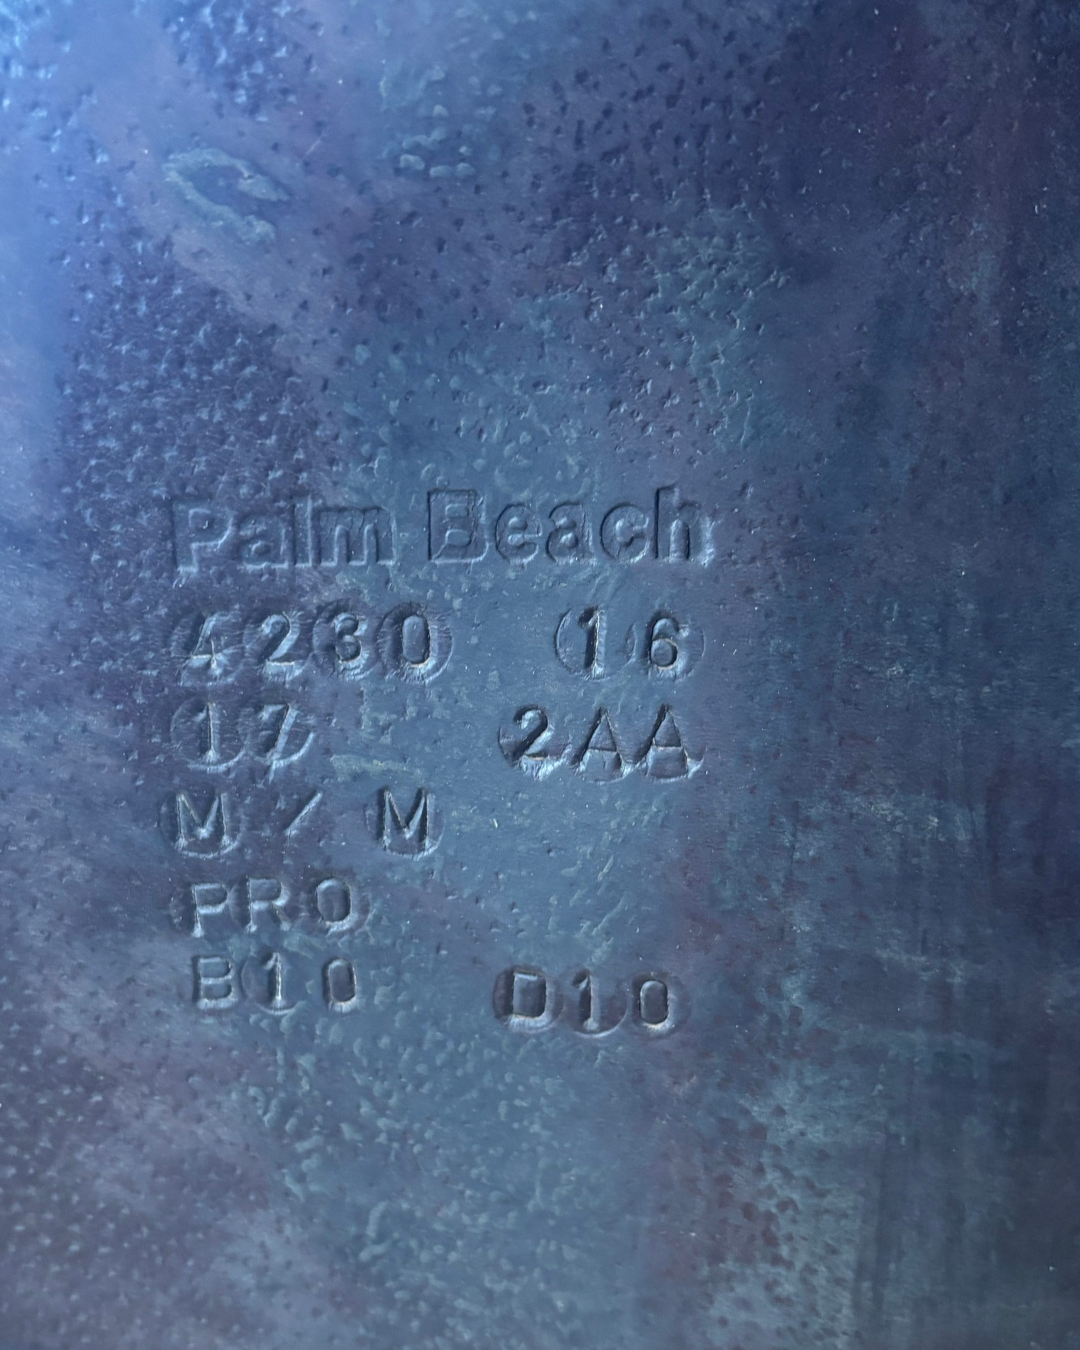 Palm Beach
4230 16
17 2AA
M / M
PRO
B10 D10